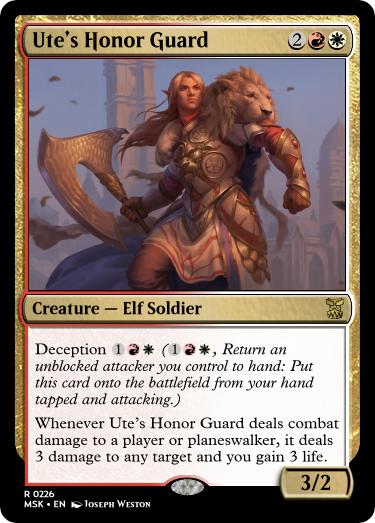 Ute's Honor Guard 2
Creature — Elf Soldier
Deception 1 (1, Return an
unblocked attacker you control to hand: Put
this card onto the battlefield from your hand
tapped and attacking.)
Whenever Ute's Honor Guard deals combat
damage to a player or planeswalker, it deals
3 damage to any target and you gain 3 life.
3/2
R 0226
MSK • EN Joseph Weston